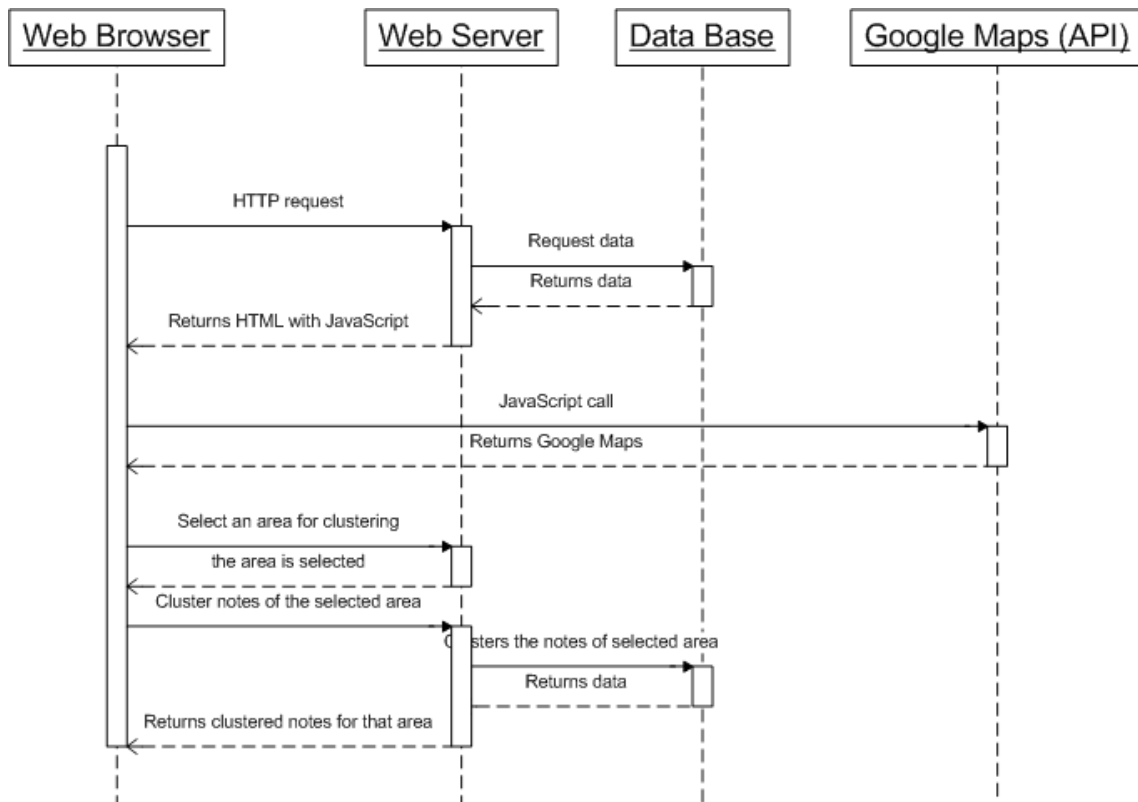 Web Browser
Web Server
Data Base
Google Maps (API)
HTTP request
Request data
Returns data
Returns HTML with JavaScript
JavaScript call
Returns Google Maps
Select an area for clustering
the area is selected
Cluster notes of the selected area
Clusters the notes of selected area
Returns data
Returns clustered notes for that area